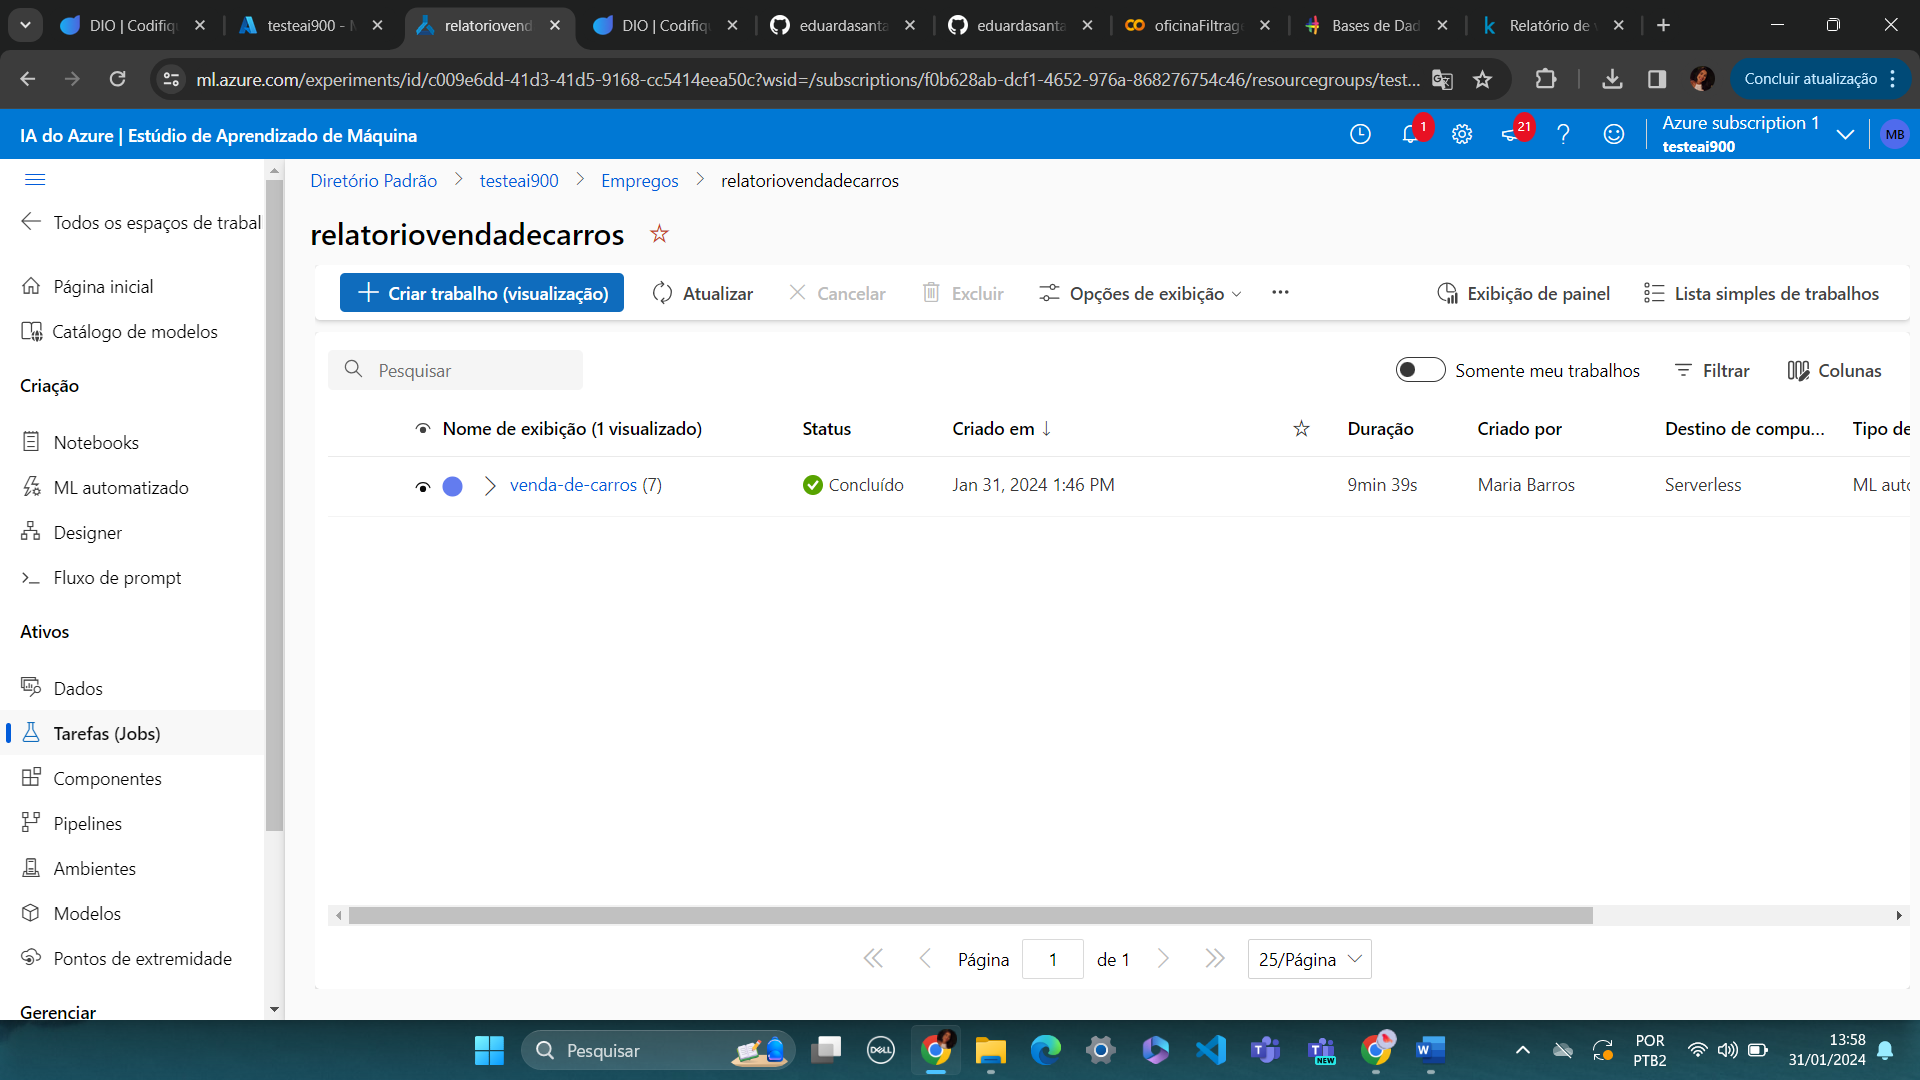 DIO | Codifiqu
testeai900 - M
relatoriovend
DIO | Codifiqu
eduardasanta
eduardasanta
oficinaFiltrage
Bases de Dad
Relatório de v
ml.azure.com/experiments/id/c009e6dd-41d3-41d5-9168-cc5414eea50c?wsid=/subscriptions/f0b628ab-dcf1-4652-976a-868276754c46/resourcegroups/test...
Concluir atualização
IA do Azure | Estúdio de Aprendizado de Máquina
1
21
?
Azure subscription 1
testeai900
MB
Todos os espaços de trabal
Página inicial
Catálogo de modelos
Criação
Notebooks
ML automatizado
Designer
Fluxo de prompt
Ativos
Dados
Tarefas (Jobs)
Componentes
Pipelines
Ambientes
Modelos
Pontos de extremidade
Gerenciar
Diretório Padrão > testeai900 > Empregos > relatoriovendadecarros
relatoriovendadecarros
Criar trabalho (visualização)
Atualizar
Cancelar
Excluir
Opções de exibição
Exibição de painel
Lista simples de trabalhos
Pesquisar
Somente meu trabalhos
Filtrar
Colunas
Nome de exibição (1 visualizado) Status Criado em ↓ Duração Criado por Destino de compu... Tipo de
venda-de-carros (7) Concluído Jan 31, 2024 1:46 PM 9min 39s Maria Barros Serverless ML auto
Página 1 de 1
25/Página
Pesquisar
DELL
NEW
POR
PTB2
13:58
31/01/2024